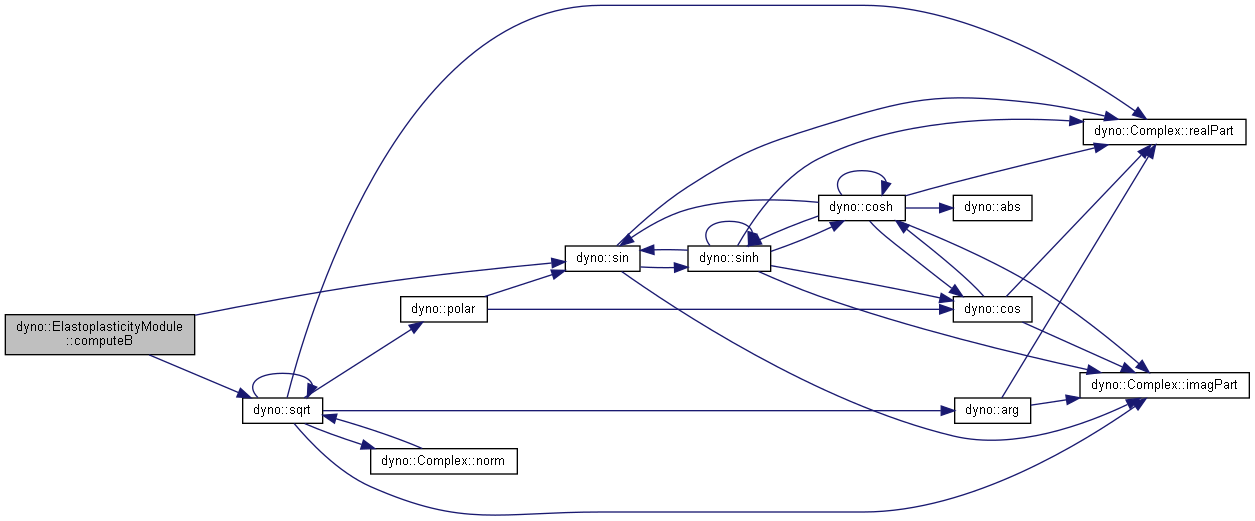 dyno::ElastoplasticityModule
::computeB
dyno::sqrt
dyno::polar
dyno::Complex::norm
dyno::sin
dyno::sinh
dyno::cosh
dyno::Complex::realPart
dyno::abs
dyno::cos
dyno::Complex::imagPart
dyno::arg